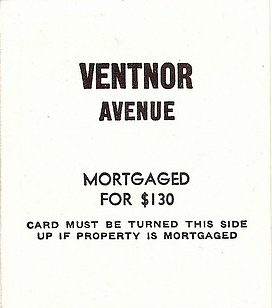 VENTNOR
AVENUE
MORTGAGED
FOR $130
CARD MUST BE TURNED THIS SIDE
UP IF PROPERTY IS MORTGAGED